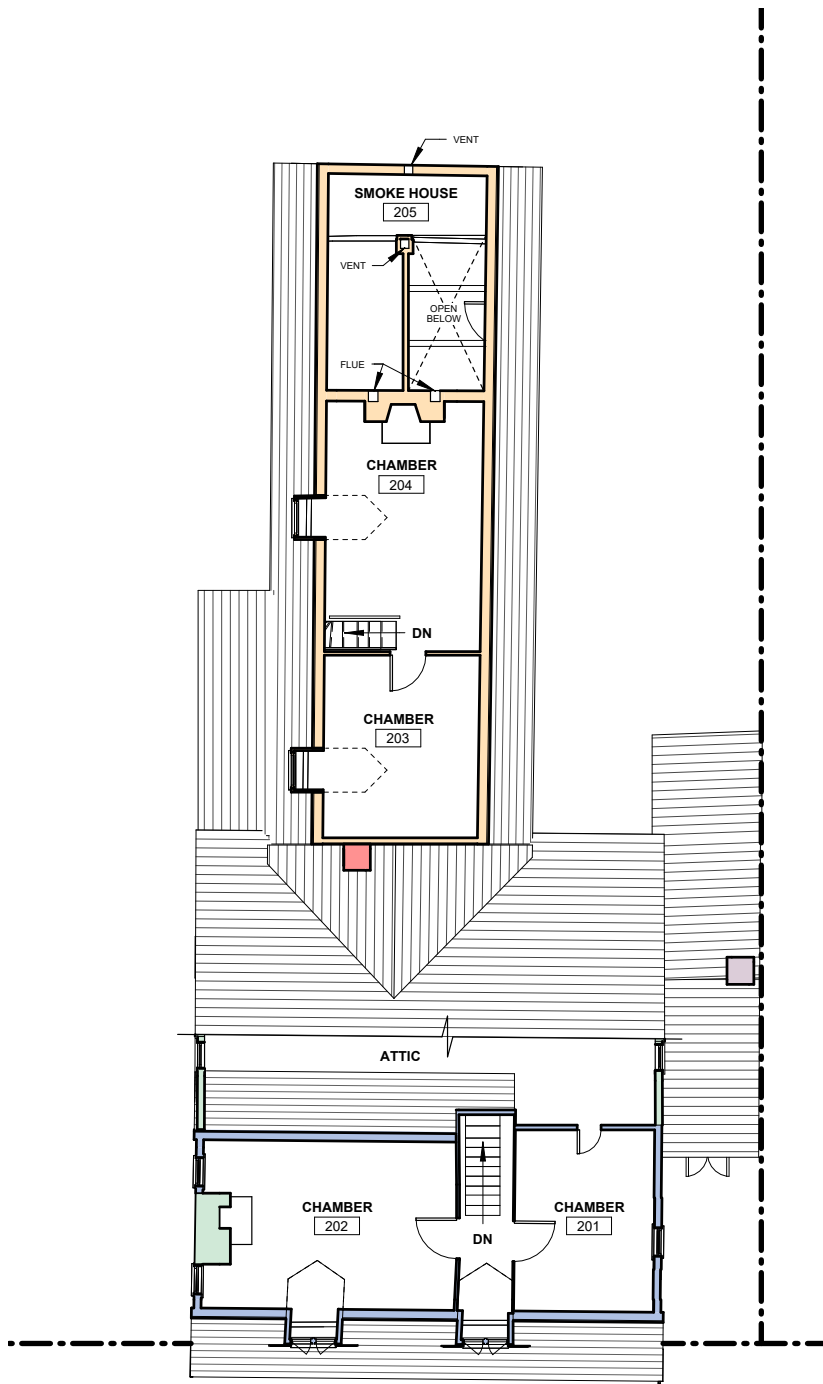 VENT
SMOKE HOUSE
205
VENT
OPEN
BELOW
FLUE
CHAMBER
204
DN
CHAMBER
203
ATTIC
CHAMBER
202
CHAMBER
201
DN